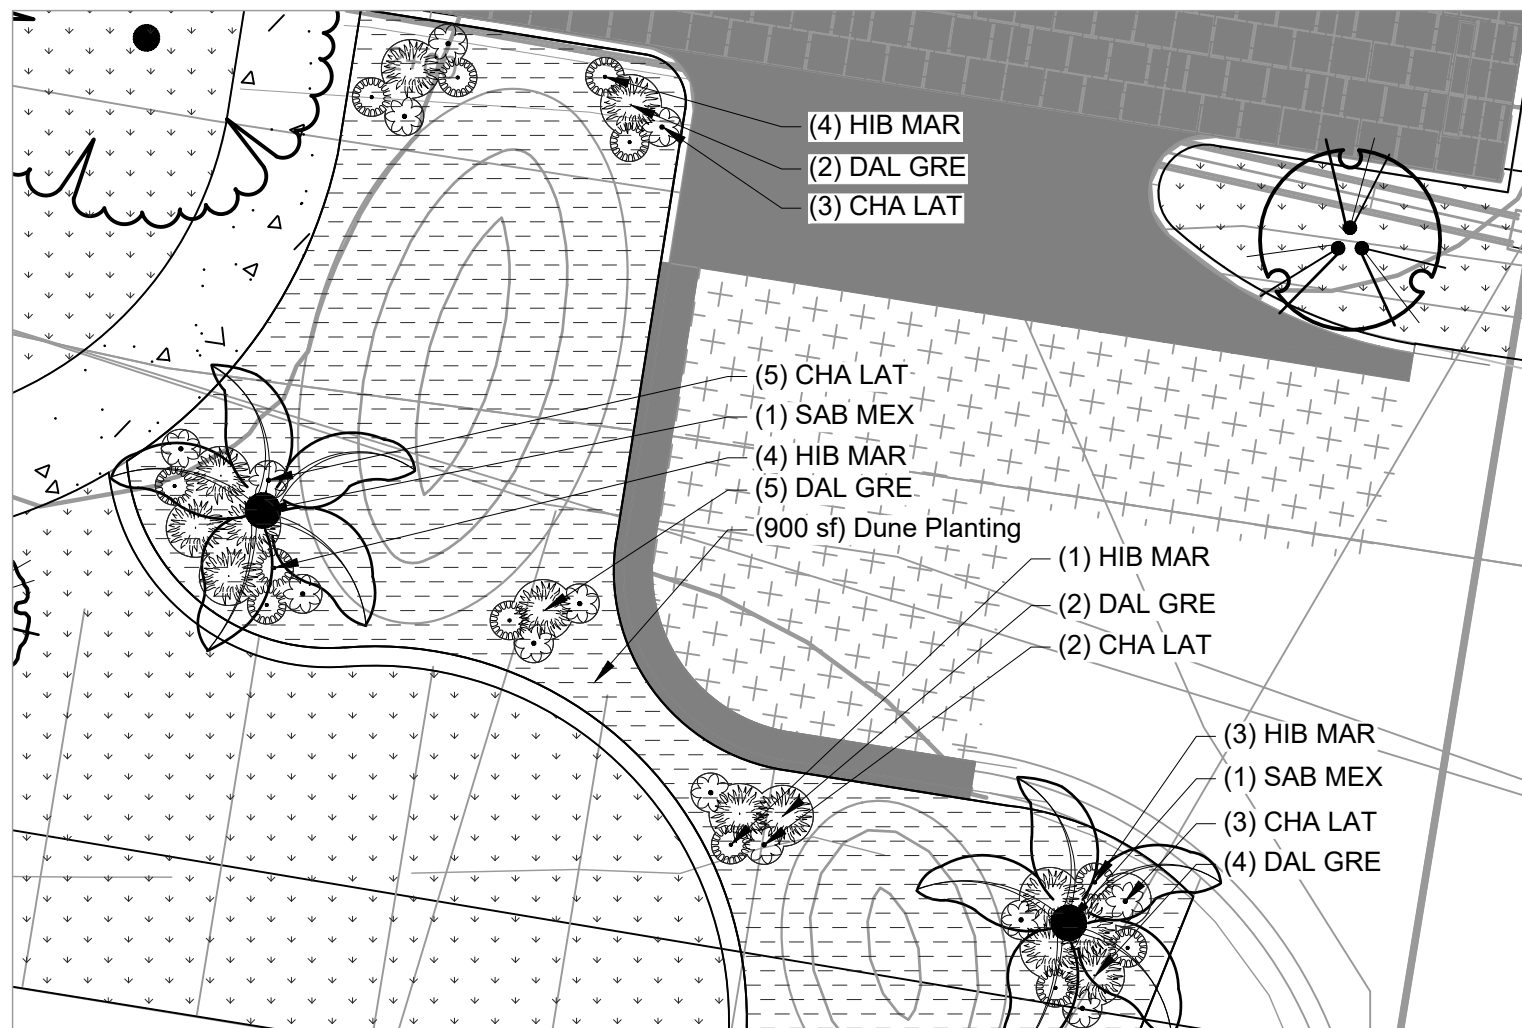 (4) HIB MAR
(2) DAL GRE
(3) CHA LAT
(5) CHA LAT
(1) SAB MEX
(4) HIB MAR
(5) DAL GRE
(900 sf) Dune Planting
(1) HIB MAR
(2) DAL GRE
(2) CHA LAT
(3) HIB MAR
(1) SAB MEX
(3) CHA LAT
(4) DAL GRE